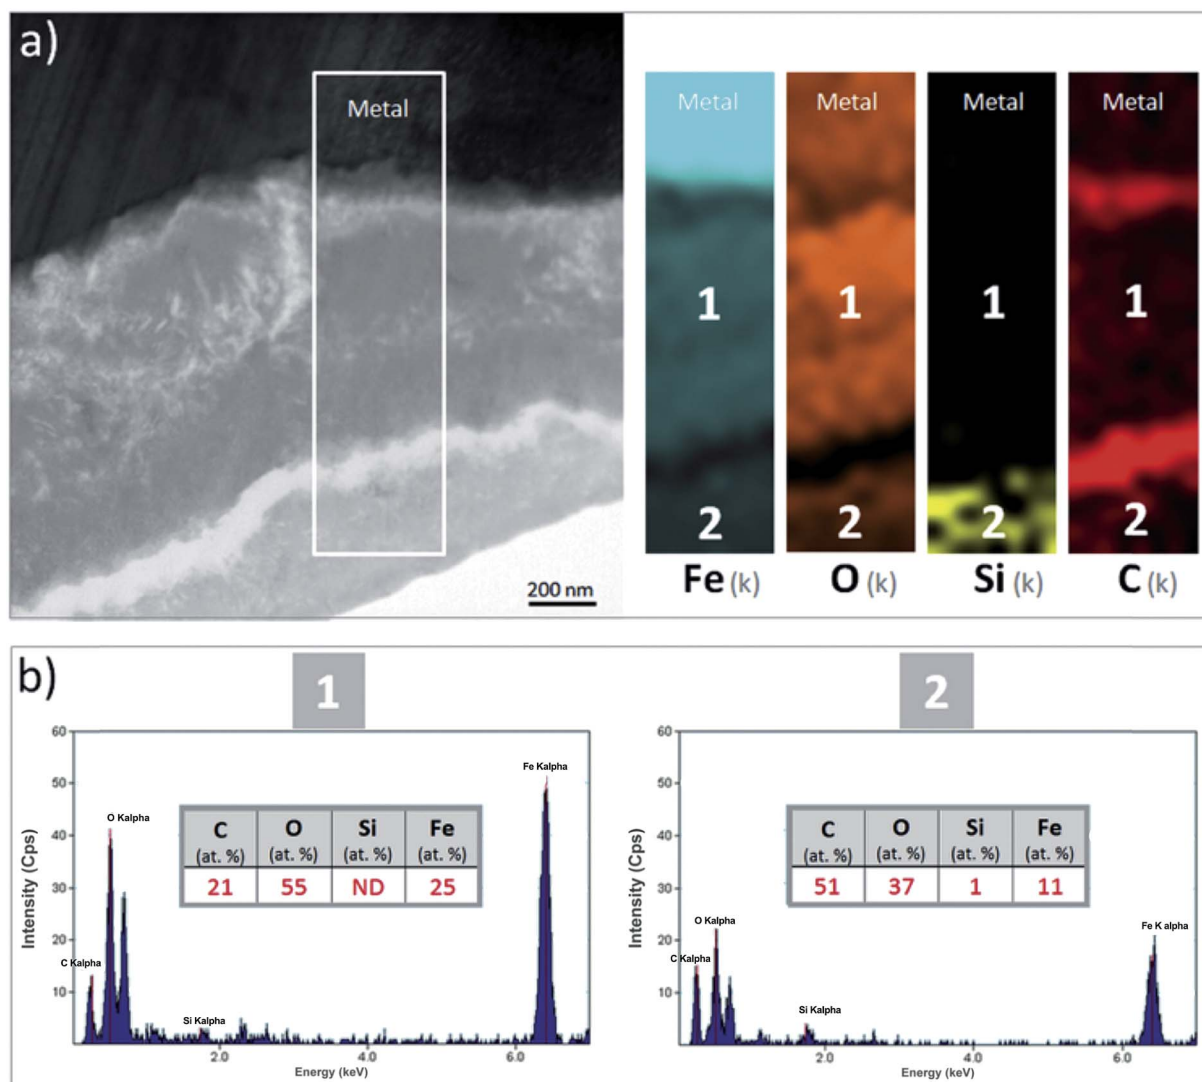 a)
Metal
200 nm
Metal Metal Metal Metal
1 1 1 1
2 2 2 2
Fe (k) O (k) Si (k) C (k)
b)
1
60
50
40
30
20
10
Intensity (Cps)
Fe Kalpha
O Kalpha
C Kalpha
Si Kalpha
C O Si Fe
(at. %) (at. %) (at. %) (at. %)
21 55 ND 25
2.0 4.0 6.0
Energy (keV)
2
60
50
40
30
20
10
Intensity (Cps)
C O Si Fe
(at. %) (at. %) (at. %) (at. %)
51 37 1 11
O Kalpha
Fe K alpha
C Kalpha
Si Kalpha
2.0 4.0 6.0
Energy (keV)